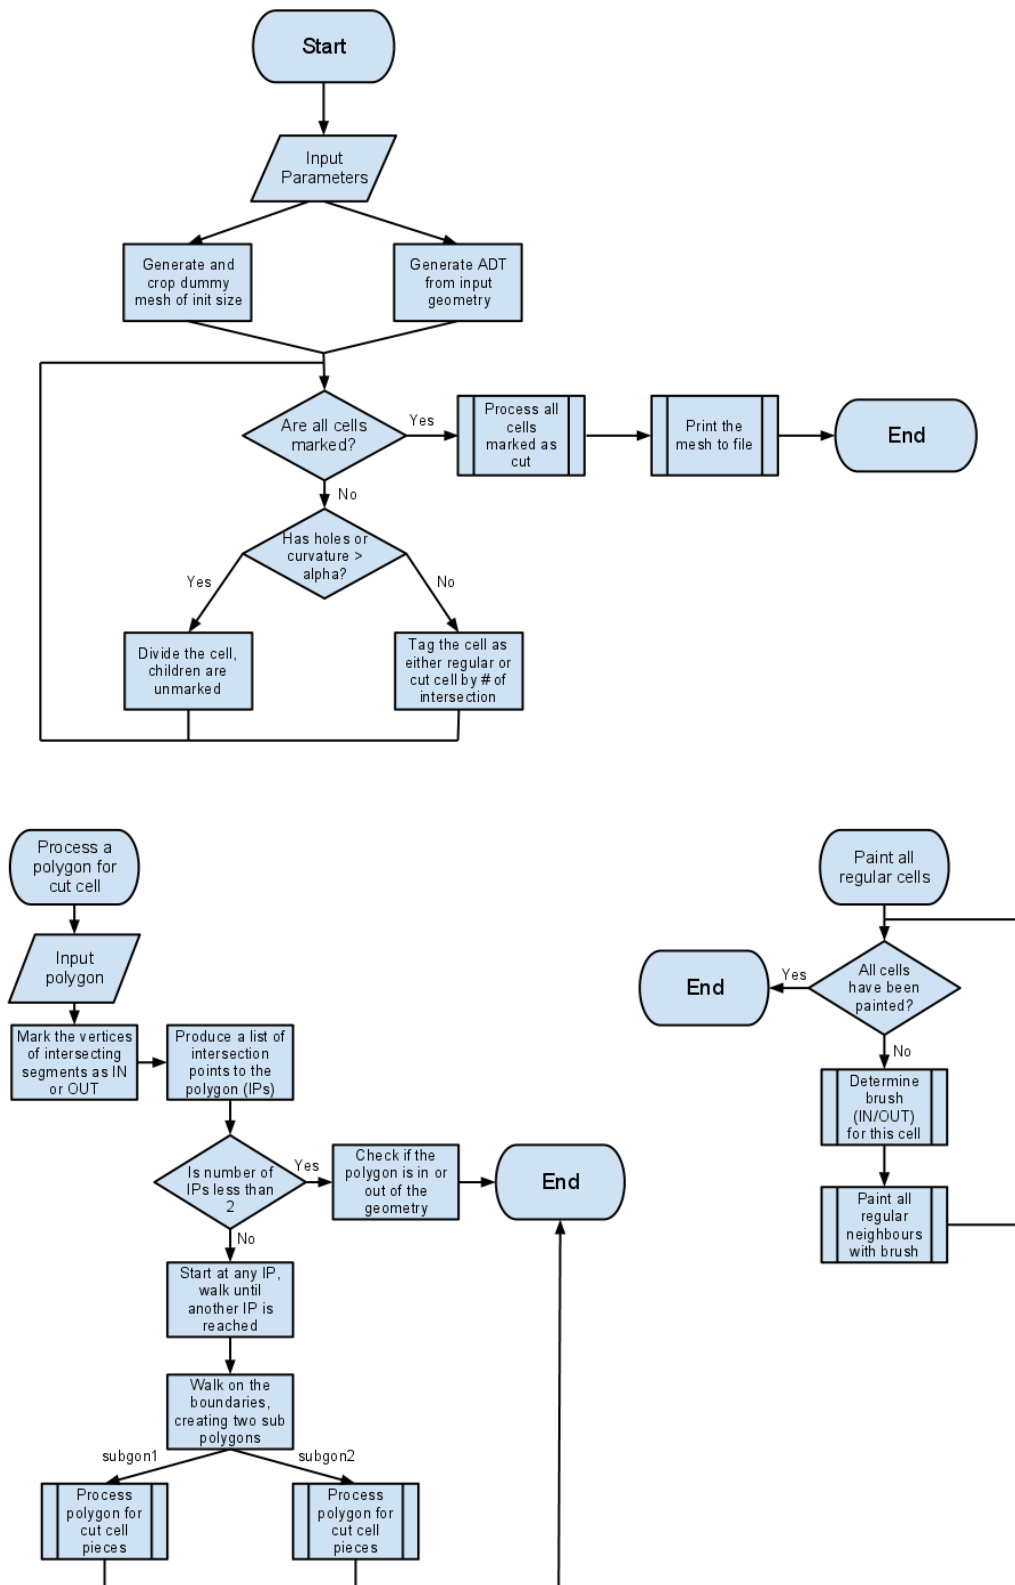 Start
Input
Parameters
Generate and
crop dummy
mesh of init size
Generate ADT
from input
geometry
Are all cells
marked?
Yes
Process all
cells
marked as
cut
Print the
mesh to file
End
No
Has holes or
curvature >
alpha?
Yes
No
Divide the cell,
children are
unmarked
Tag the cell as
either regular or
cut cell by # of
intersection
Process a
polygon for
cut cell
Input
polygon
Mark the vertices
of intersecting
segments as IN
or OUT
Produce a list of
intersection
points to the
polygon (IPs)
Is number of
IPs less than
2
Yes
Check if the
polygon is in or
out of the
geometry
End
No
Start at any IP,
walk until
another IP is
reached
Walk on the
boundaries,
creating two sub
polygons
subgon1
subgon2
Process
polygon for
cut cell
pieces
Process
polygon for
cut cell
pieces
Paint all
regular cells
All cells
have been
painted?
Yes
End
No
Determine
brush
(IN/OUT)
for this cell
Paint all
regular
neighbours
with brush